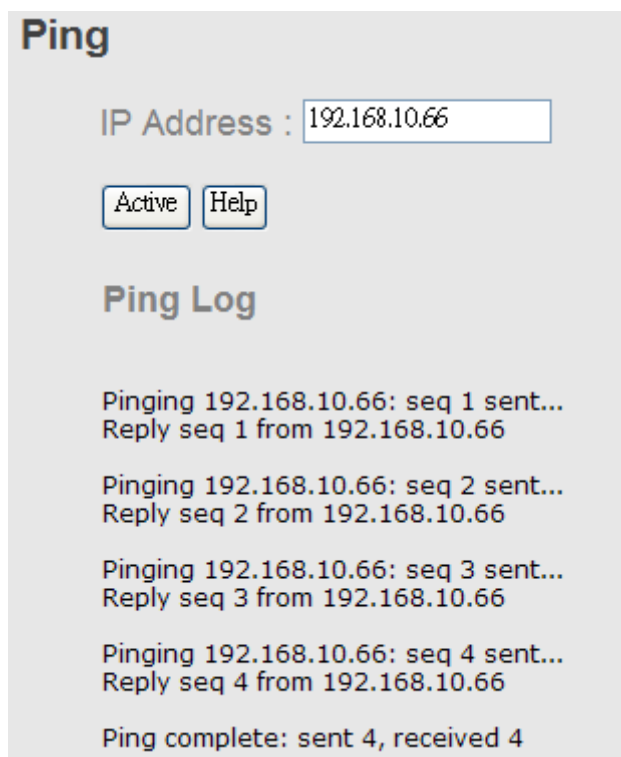 Ping
IP Address : 192.168.10.66
Active Help
Ping Log
Pinging 192.168.10.66: seq 1 sent...
Reply seq 1 from 192.168.10.66
Pinging 192.168.10.66: seq 2 sent...
Reply seq 2 from 192.168.10.66
Pinging 192.168.10.66: seq 3 sent...
Reply seq 3 from 192.168.10.66
Pinging 192.168.10.66: seq 4 sent...
Reply seq 4 from 192.168.10.66
Ping complete: sent 4, received 4